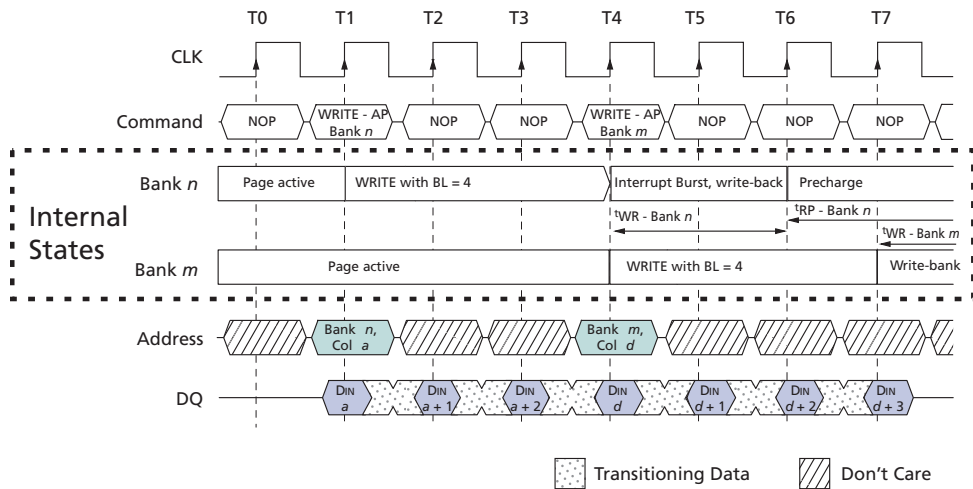 T0 T1 T2 T3 T4 T5 T6 T7
CLK
Command NOP WRITE - AP Bank n NOP NOP WRITE - AP Bank m NOP NOP NOP
Internal States
Bank n Page active WRITE with BL = 4 Interrupt Burst, write-back Precharge
tWR - Bank n tRP - Bank n
tWR - Bank m
Bank m Page active WRITE with BL = 4 Write-bank
Address Bank n, Col a Bank m, Col d
DQ DIN a DIN a + 1 DIN a + 2 DIN d DIN d + 1 DIN d + 2 DIN d + 3
Transitioning Data Don't Care